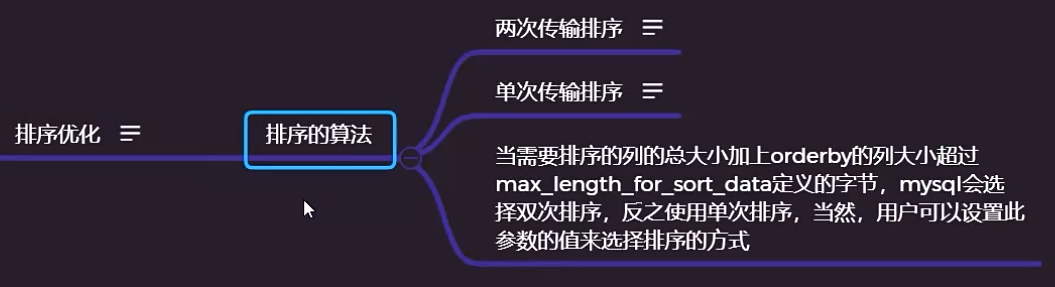 两次传输排序
单次传输排序
排序优化
排序的算法
当需要排序的列的总大小加上orderby的列大小超过
max_length_for_sort_data定义的字节，mysql会选
择双次排序，反之使用单次排序，当然，用户可以设置此
参数的值来选择排序的方式